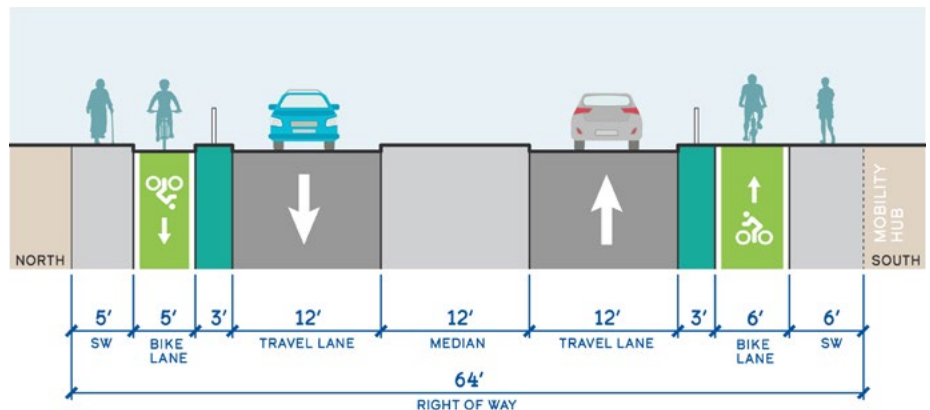 NORTH
MOBILITY
HUB
SOUTH
5' 5' 3' 12' 12' 12' 3' 6' 6'
SW BIKE LANE TRAVEL LANE MEDIAN TRAVEL LANE BIKE LANE SW
64'
RIGHT OF WAY